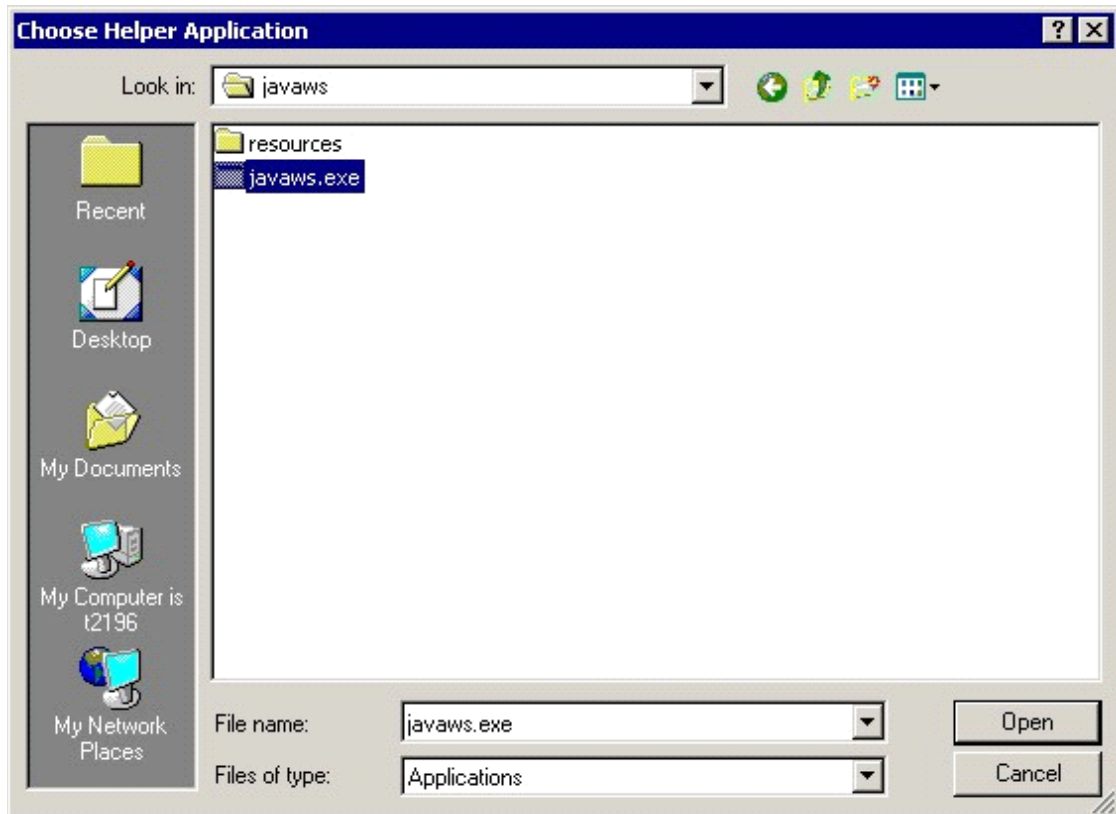 Choose Helper Application
Look in: javaws
resources
javaws.exe
Recent
Desktop
My Documents
My Computer is
t2196
My Network
Places
File name: javaws.exe Open
Files of type: Applications Cancel